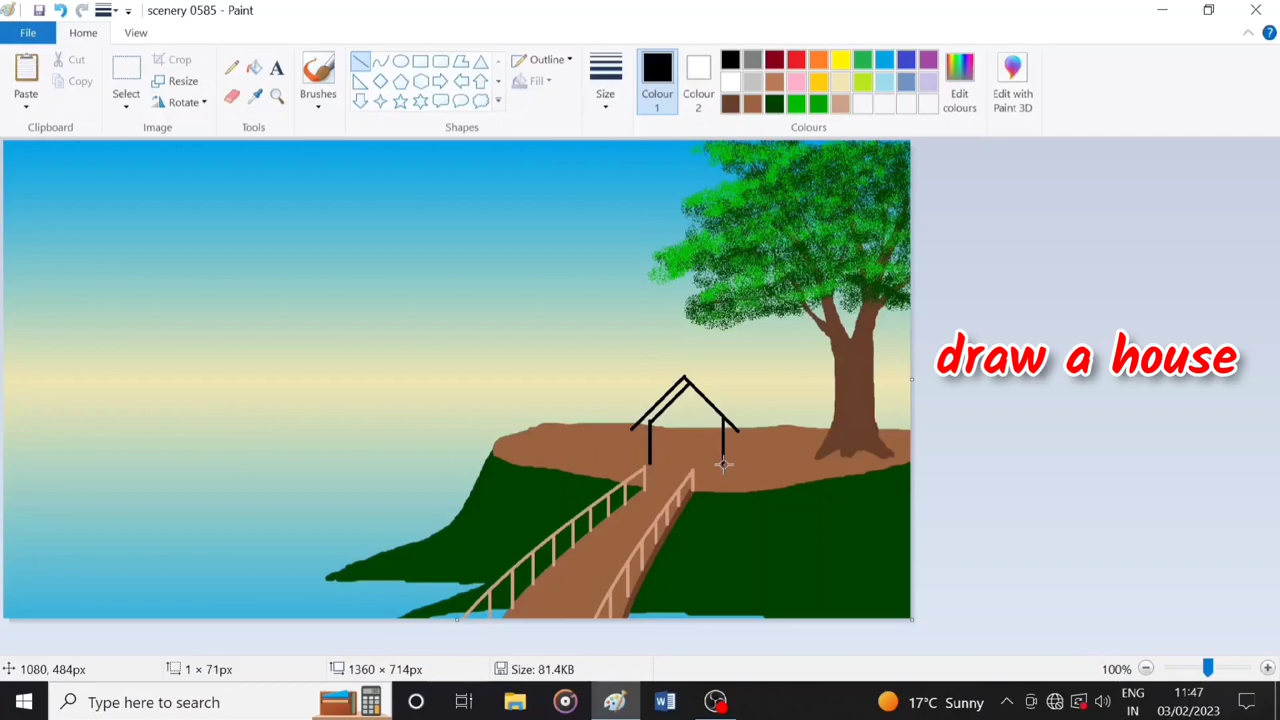 scenery 0585 - Paint
File
Home
View
Paste
Cut
Copy
Clipboard
Select
Crop
Resize
Rotate
Image
Tools
Brushes
Shapes
Outline
Fill
Size
Colour
1
Colour
2
Edit
colours
Edit with
Paint 3D
Colours
draw a house
1080, 484px
1 × 71px
1360 × 714px
Size: 81.4KB
100%
Type here to search
17°C Sunny
ENG
IN
11:47
03/02/2023